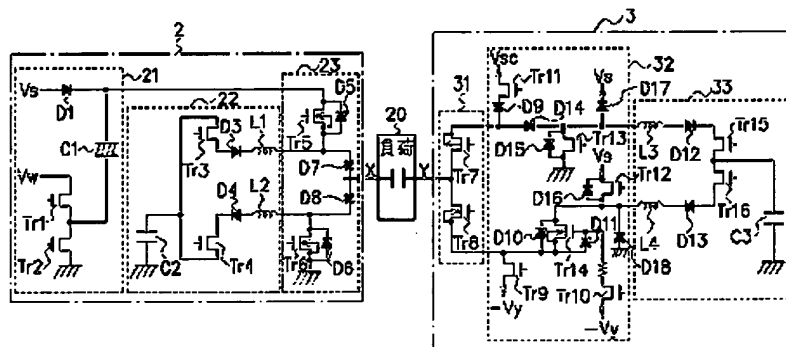 2
3
21
22
23
31
32
33
Vs
D1
C1
Vw
Tr1
Tr2
C2
Tr3
D3
L1
D4
L2
Tr4
Tr5
D5
D7
D8
Tr6
D6
X
20
負荷
Y
Tr7
Tr8
Vsc
Tr11
D9
D14
D15
Tr13
Vs
D17
Vs
D16
Tr12
D10
D11
Tr14
D18
Tr9
-Vy
Tr10
-Vv
L3
D12
Tr15
Tr16
L4
D13
C3